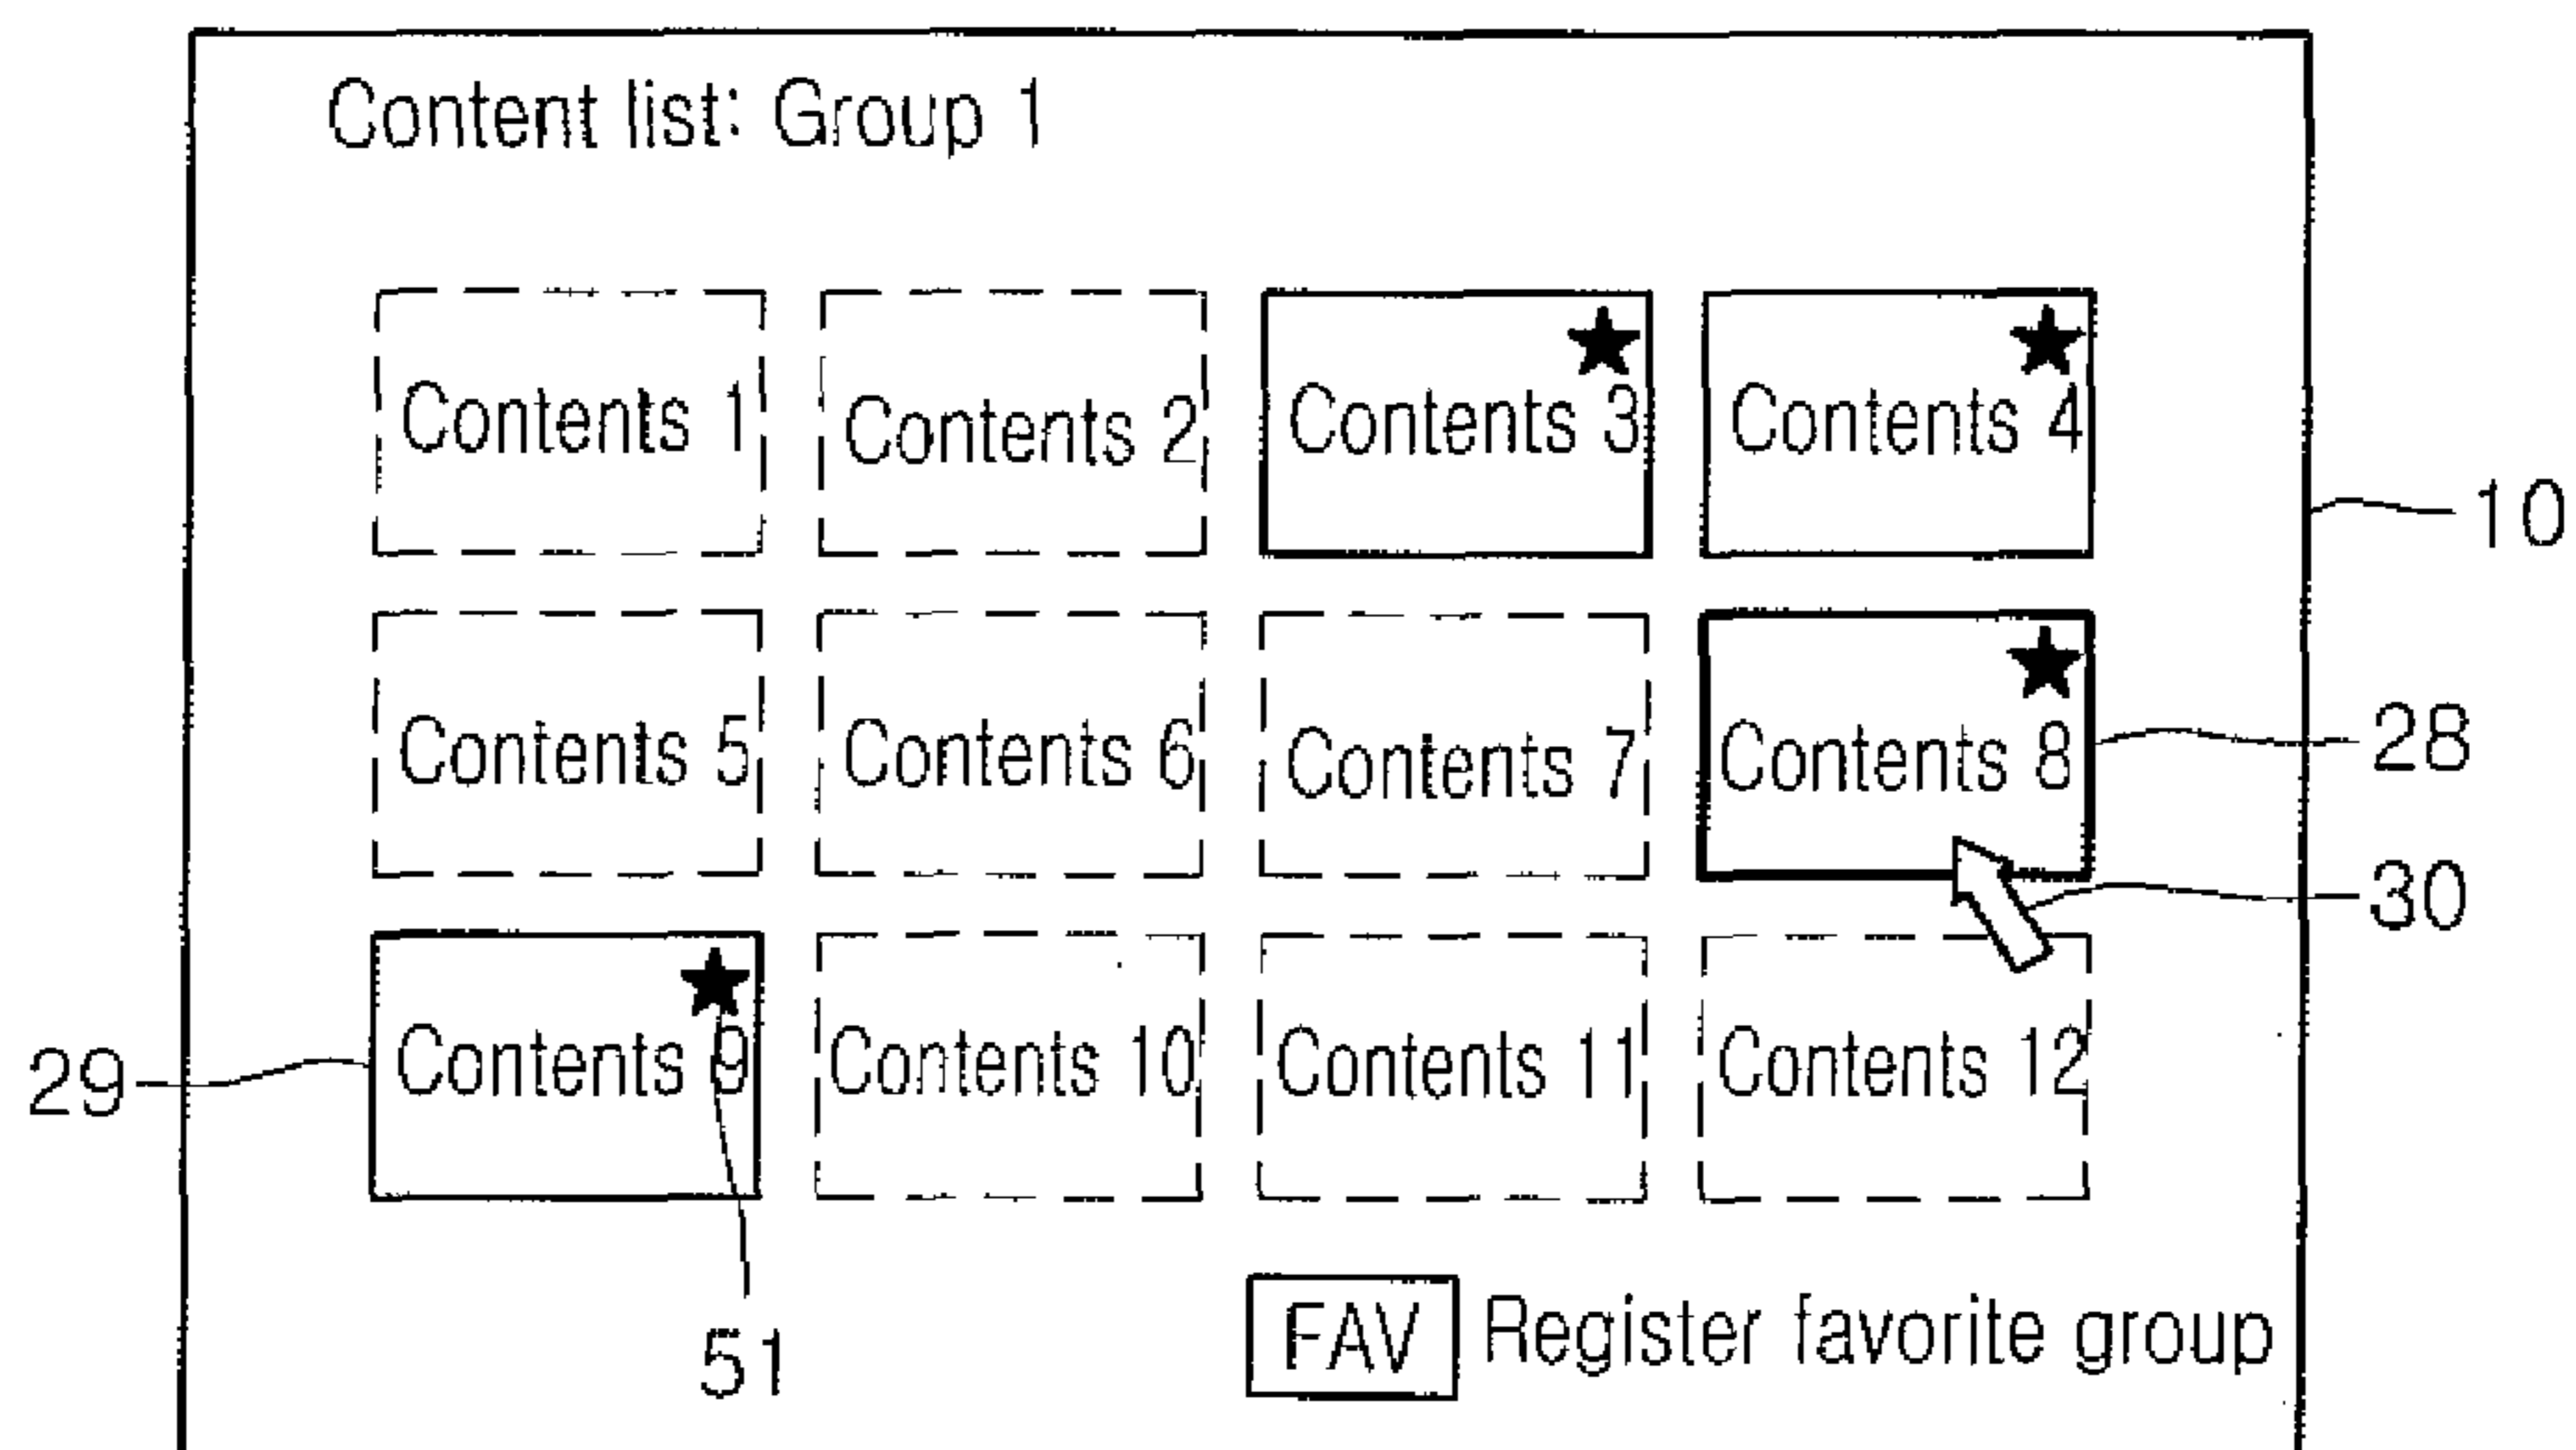 Content list: Group 1
Contents 1 Contents 2 Contents 3 Contents 4
10
Contents 5 Contents 6 Contents 7 Contents 8 28
30
29 Contents 9 Contents 10 Contents 11 Contents 12
51 FAV Register favorite group